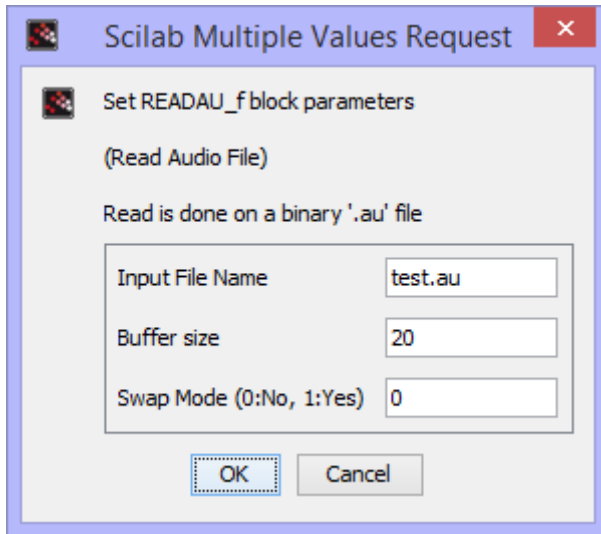 Scilab Multiple Values Request
Set READAU_f block parameters
(Read Audio File)
Read is done on a binary '.au' file
Input File Name test.au
Buffer size 20
Swap Mode (0:No, 1:Yes) 0
OK Cancel